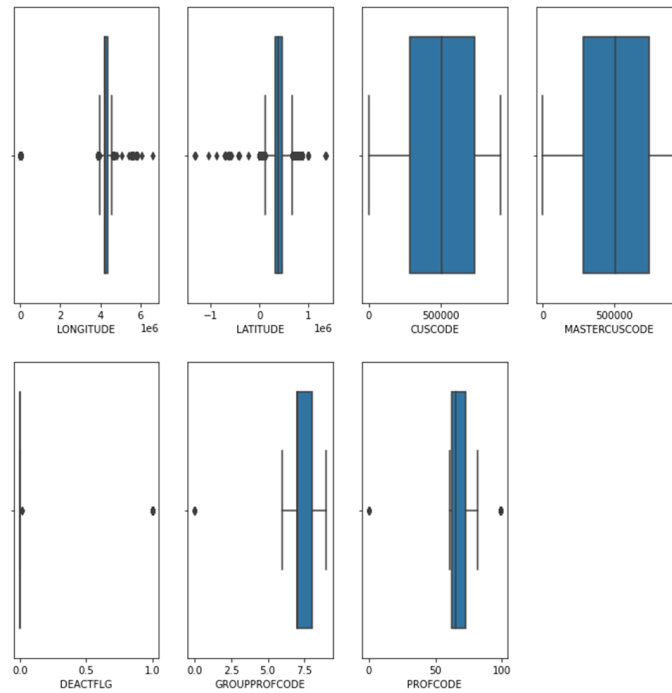 0 2 4 6
1e6
LONGITUDE
−1 0 1
1e6
LATITUDE
0 500000
CUSCODE
0 500000
MASTERCUSCODE
0.0 0.5 1.0
DEACTFLG
0.0 2.5 5.0 7.5
GROUPPROFCODE
0 50 100
PROFCODE